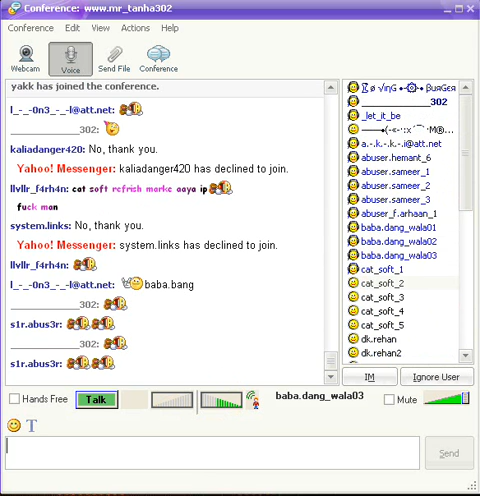 Conference: www.mr_tanha302
Conference Edit View Actions Help
Webcam Voice Send File Conference
yakk has joined the conference.
l_-_-0n3_-_-l@att.net:
____________302:
kaliadanger420: No, thank you.
Yahoo! Messenger: kaliadanger420 has declined to join.
llvllr_f4rh4n: cat soft refrish marke aaya ip
fuck man
system.links: No, thank you.
Yahoo! Messenger: system.links has declined to join.
llvllr_f4rh4n:
l_-_-0n3_-_-l@att.net: baba.bang
____________302:
s1r.abus3r:
____________302:
s1r.abus3r:
____________302
_let_it_be
a.-.k.-.k.-.i@att.net
abuser.hemant_6
abuser.sameer_1
abuser.sameer_2
abuser.sameer_3
abuser_f.arhaan_1
baba.dang_wala01
baba.dang_wala02
baba.dang_wala03
cat_soft_1
cat_soft_2
cat_soft_3
cat_soft_4
cat_soft_5
dk.rehan
dk.rehan2
IM Ignore User
Hands Free Talk baba.dang_wala03 Mute
T
Send